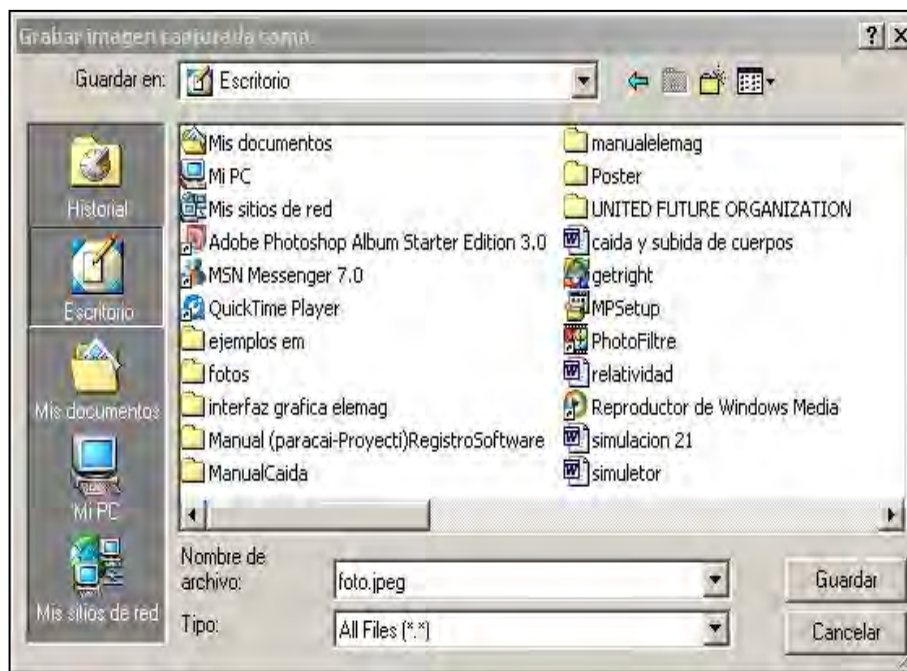 Grabar imagen capturada como
Guardar en: Escritorio
Historial
Escritorio
Mis documentos
Mi PC
Mis sitios de red
Mis documentos
Mi PC
Mis sitios de red
Adobe Photoshop Album Starter Edition 3.0
MSN Messenger 7.0
QuickTime Player
ejemplos em
fotos
interfaz grafica elemag
Manual (paracai-Proyecti)RegistroSoftware
ManualCaida
manualelemag
Poster
UNITED FUTURE ORGANIZATION
caida y subida de cuerpos
getright
MPSetup
PhotoFiltre
relatividad
Reproductor de Windows Media
simulacion 21
simuletor
Nombre de
archivo: foto.jpeg
Guardar
Tipo: All Files (*.*)
Cancelar